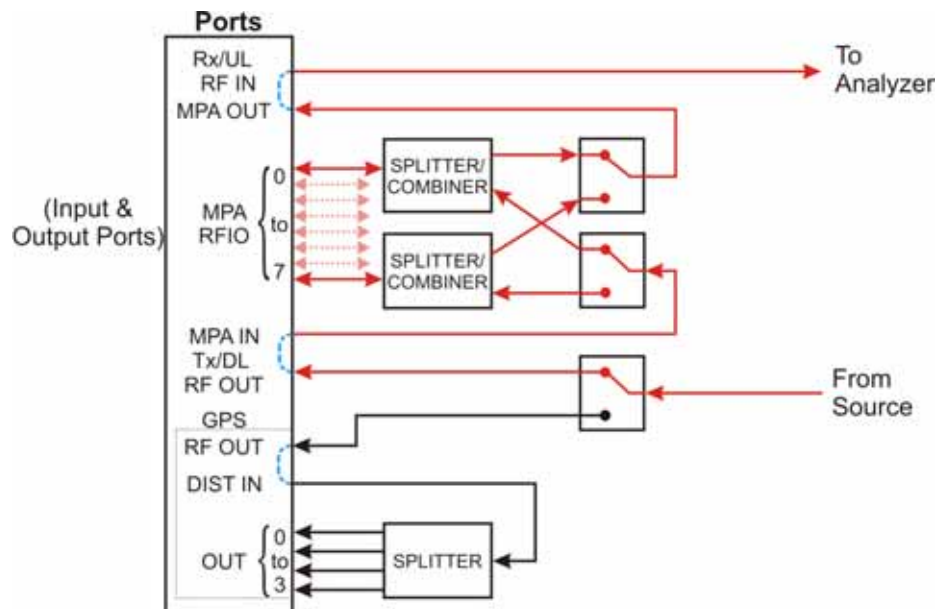 Ports
Rx/UL
RF IN
MPA OUT
To
Analyzer
(Input &
Output Ports)
MPA
RFIO
0
to
7
SPLITTER/
COMBINER
SPLITTER/
COMBINER
MPA IN
Tx/DL
RF OUT
From
Source
GPS
RF OUT
DIST IN
OUT
0
to
3
SPLITTER